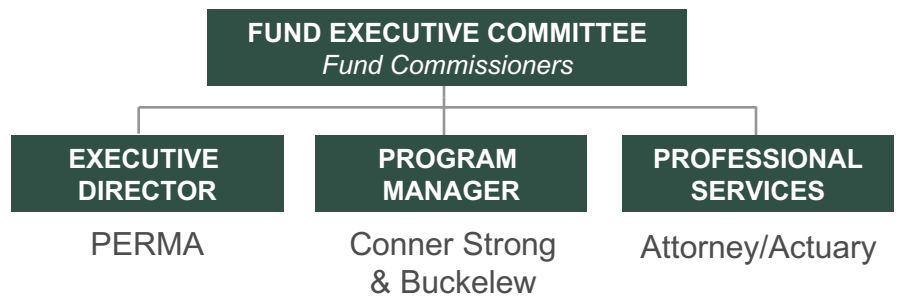 FUND EXECUTIVE COMMITTEE
Fund Commissioners
EXECUTIVE
DIRECTOR
PERMA
PROGRAM
MANAGER
Conner Strong
& Buckelew
PROFESSIONAL
SERVICES
Attorney/Actuary